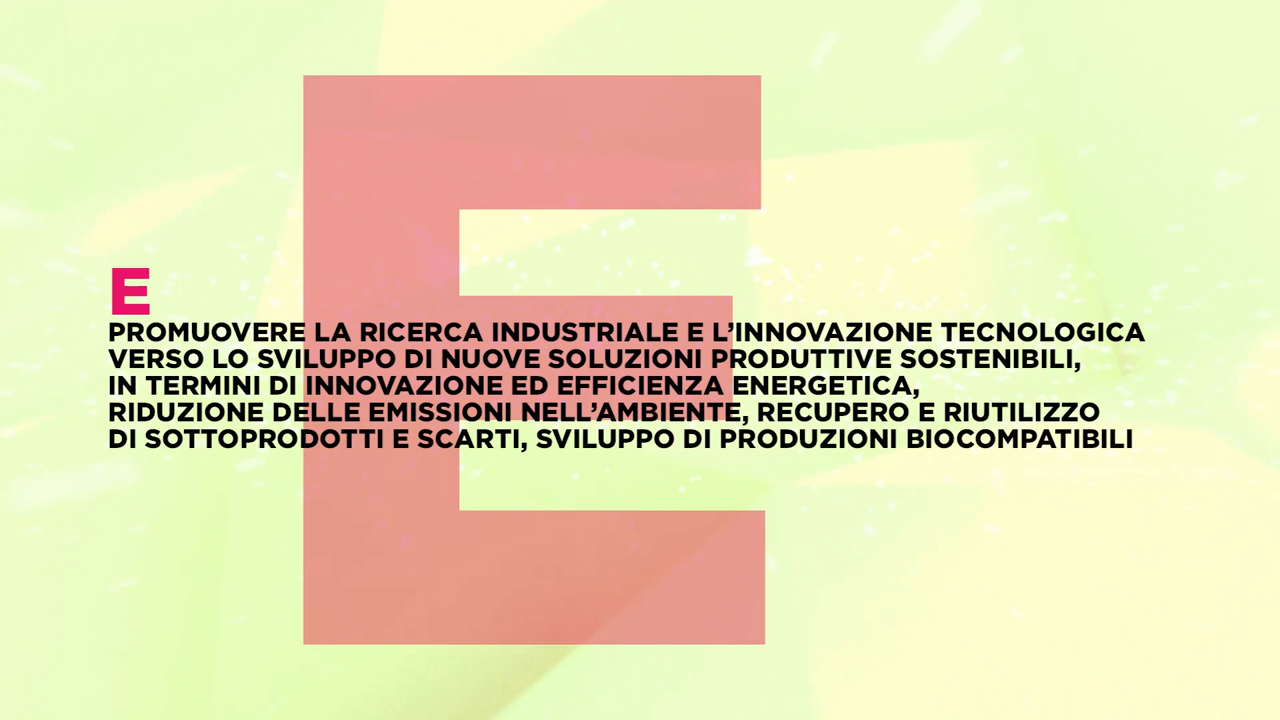 E
E
PROMUOVERE LA RICERCA INDUSTRIALE E L’INNOVAZIONE TECNOLOGICA
VERSO LO SVILUPPO DI NUOVE SOLUZIONI PRODUTTIVE SOSTENIBILI,
IN TERMINI DI INNOVAZIONE ED EFFICIENZA ENERGETICA,
RIDUZIONE DELLE EMISSIONI NELL’AMBIENTE, RECUPERO E RIUTILIZZO
DI SOTTOPRODOTTI E SCARTI, SVILUPPO DI PRODUZIONI BIOCOMPATIBILI